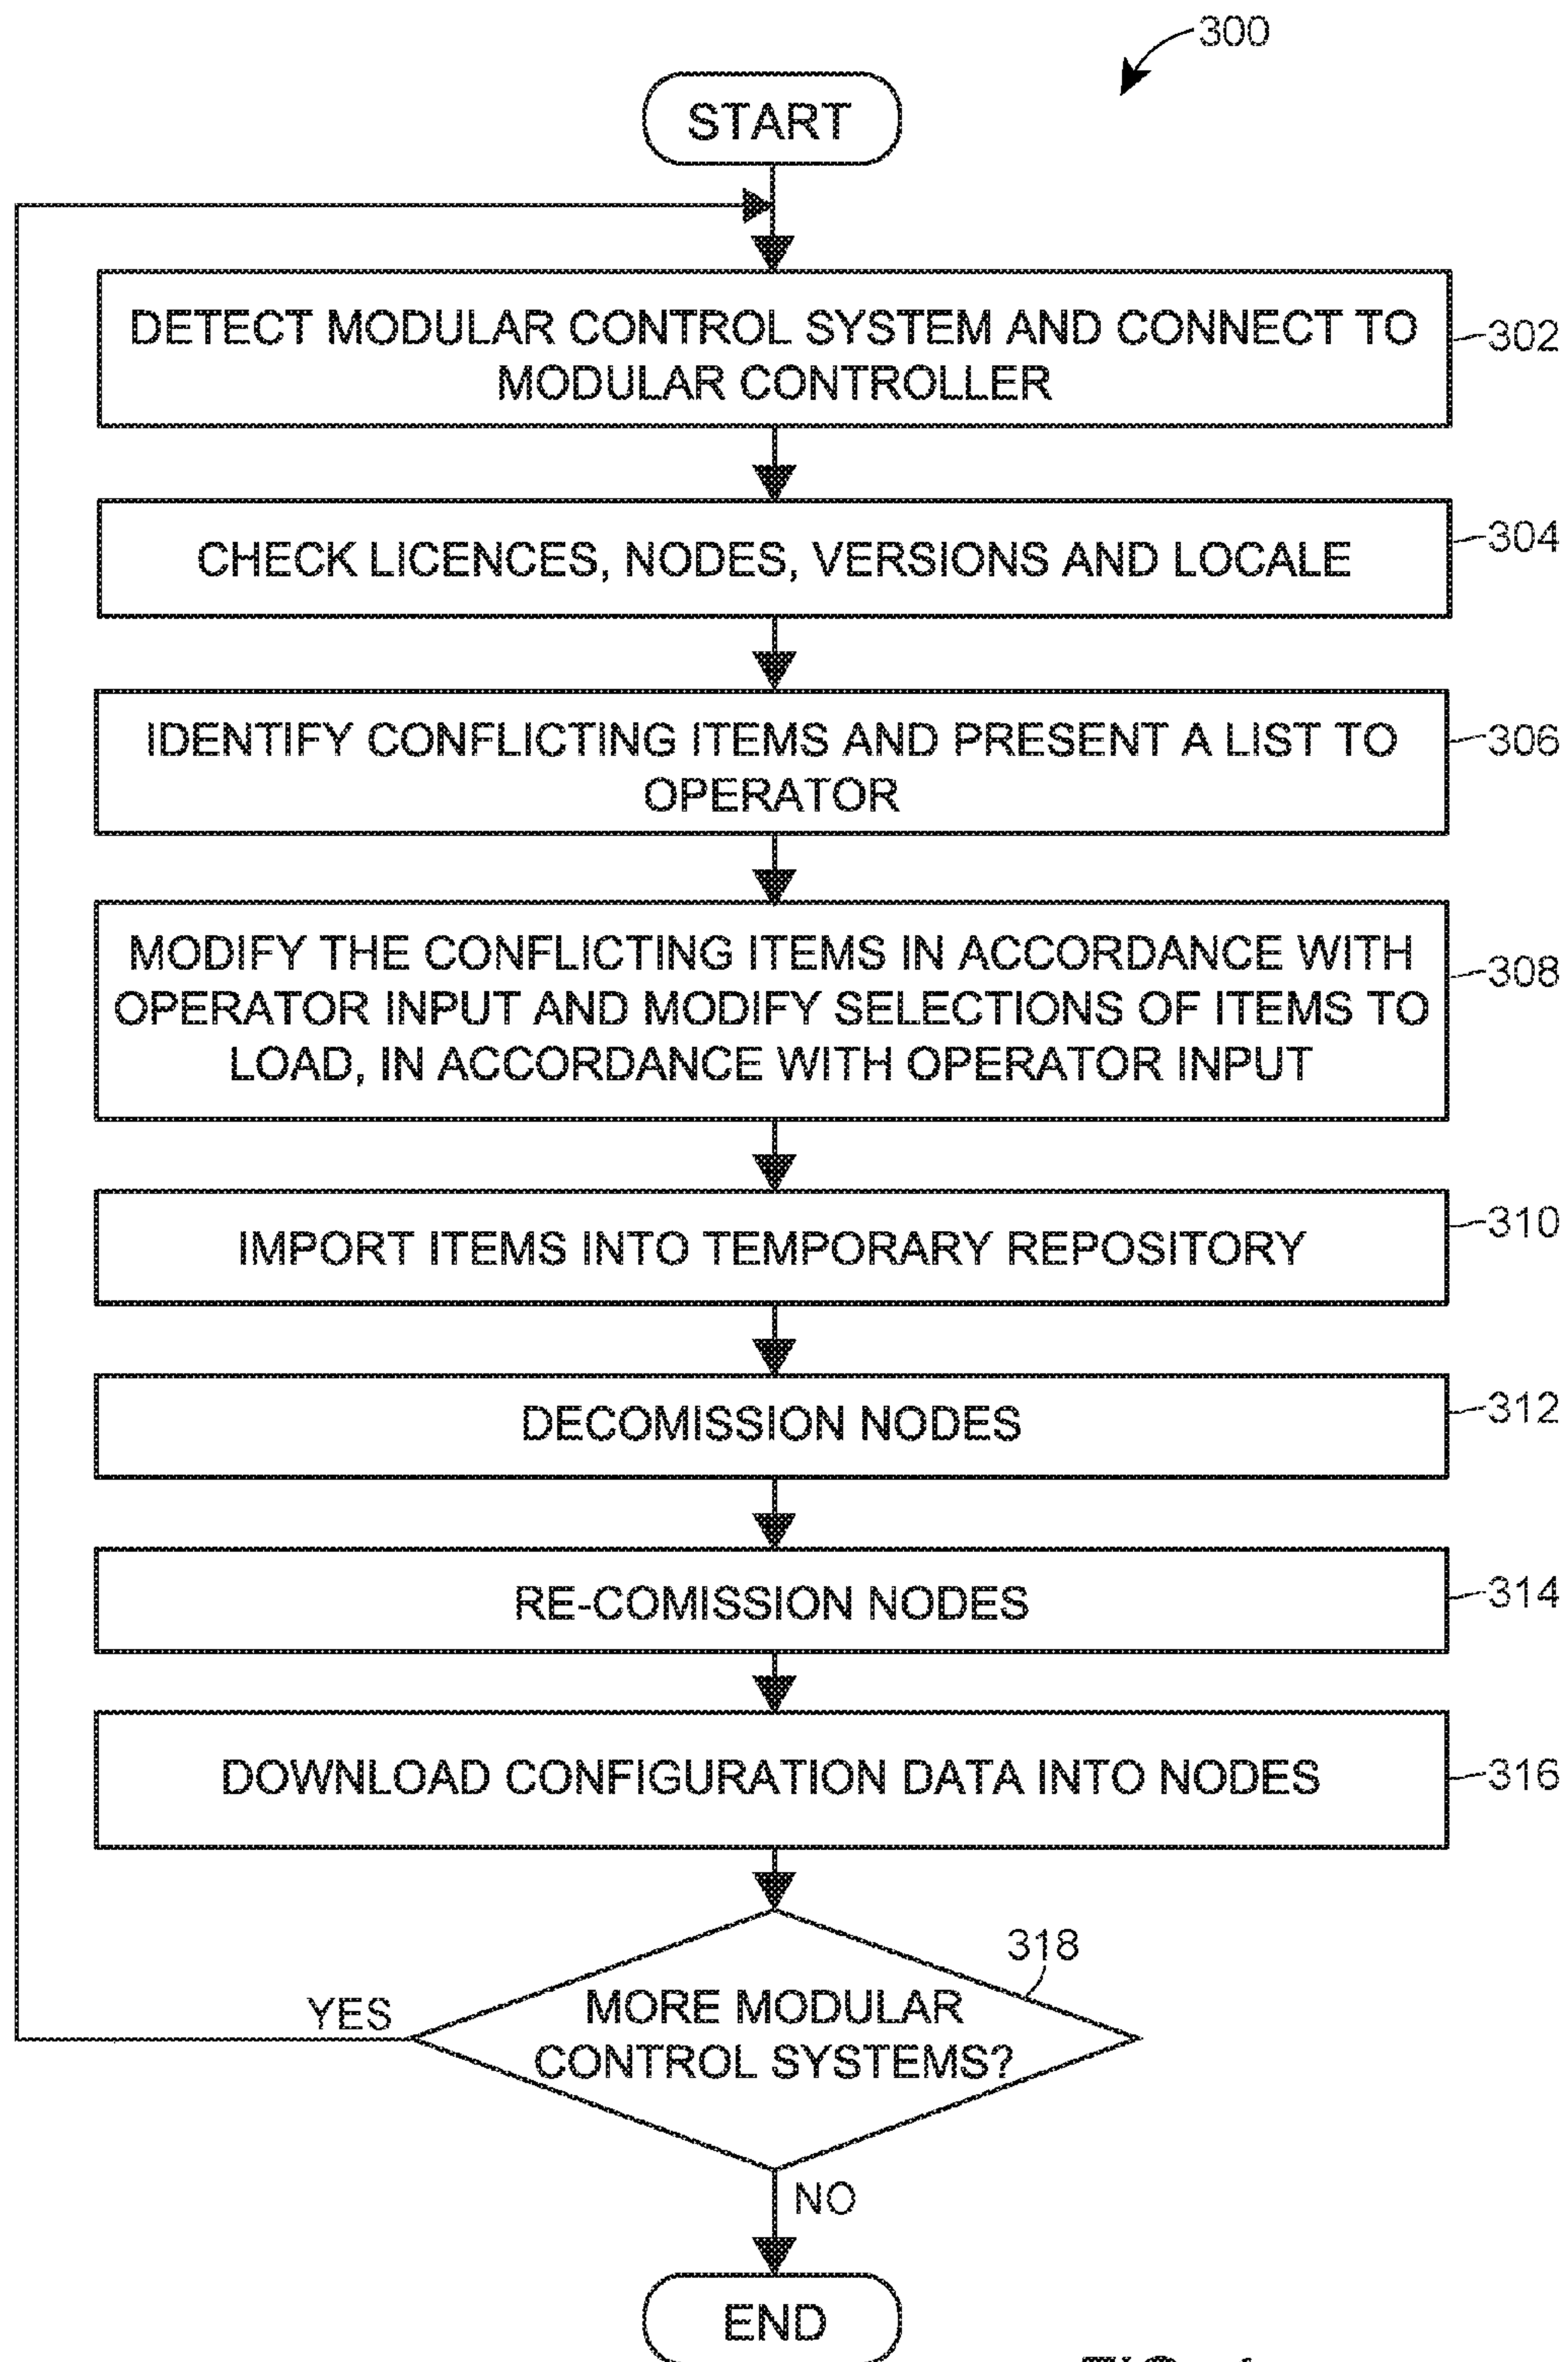 300
START
DETECT MODULAR CONTROL SYSTEM AND CONNECT TO
MODULAR CONTROLLER
302
CHECK LICENCES, NODES, VERSIONS AND LOCALE
304
IDENTIFY CONFLICTING ITEMS AND PRESENT A LIST TO
OPERATOR
306
MODIFY THE CONFLICTING ITEMS IN ACCORDANCE WITH
OPERATOR INPUT AND MODIFY SELECTIONS OF ITEMS TO
LOAD, IN ACCORDANCE WITH OPERATOR INPUT
308
IMPORT ITEMS INTO TEMPORARY REPOSITORY
310
DECOMISSION NODES
312
RE-COMISSION NODES
314
DOWNLOAD CONFIGURATION DATA INTO NODES
316
318
MORE MODULAR
CONTROL SYSTEMS?
YES
NO
END